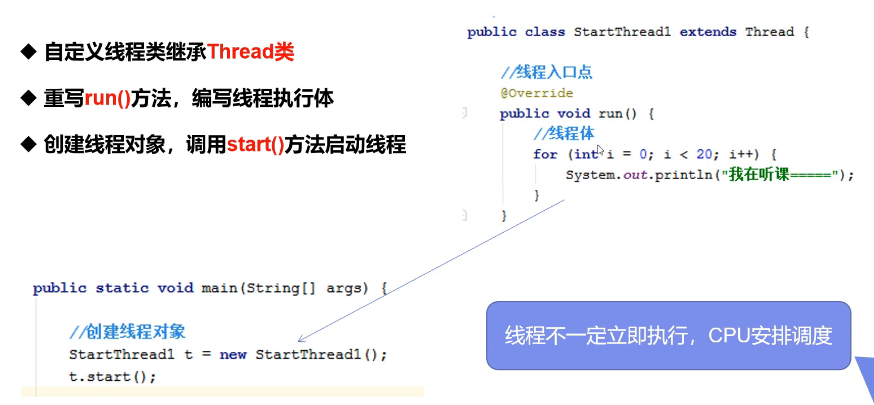 ◆ 自定义线程类继承Thread类
◆ 重写run()方法，编写线程执行体
◆ 创建线程对象，调用start()方法启动线程
public class StartThread1 extends Thread {
//线程入口点
@Override
public void run() {
//线程体
for (int i = 0; i < 20; i++) {
System.out.println("我在听课=====");
}
}
public static void main(String[] args) {
//创建线程对象
StartThread1 t = new StartThread1();
t.start();
线程不一定立即执行，CPU安排调度